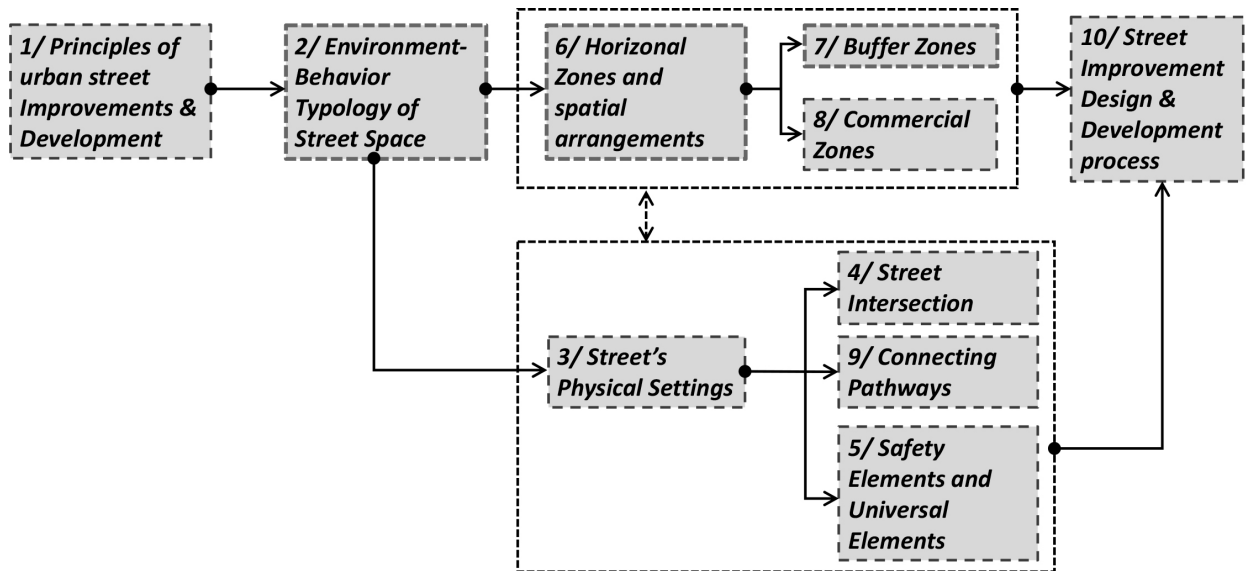 1/ Principles of
urban street
Improvements &
Development
2/ Environment-
Behavior
Typology of
Street Space
6/ Horizonal
Zones and
spatial
arrangements
7/ Buffer Zones
8/ Commercial
Zones
10/ Street
Improvement
Design &
Development
process
3/ Street’s
Physical Settings
4/ Street
Intersection
9/ Connecting
Pathways
5/ Safety
Elements and
Universal
Elements